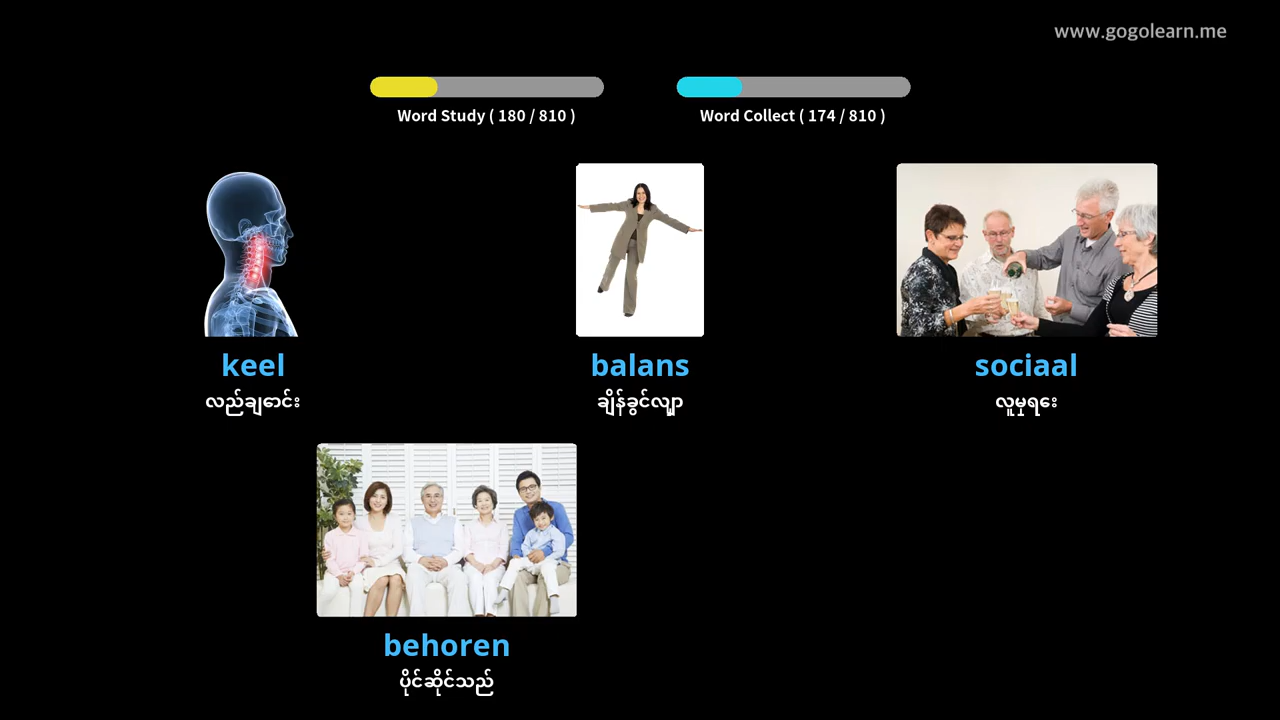 www.gogolearn.me
Word Study ( 180 / 810 )
Word Collect ( 174 / 810 )
keel
လည်ချောင်း
balans
ချိန်ခွင်လျှာ
sociaal
လူမှုရေး
behoren
ပိုင်ဆိုင်သည်